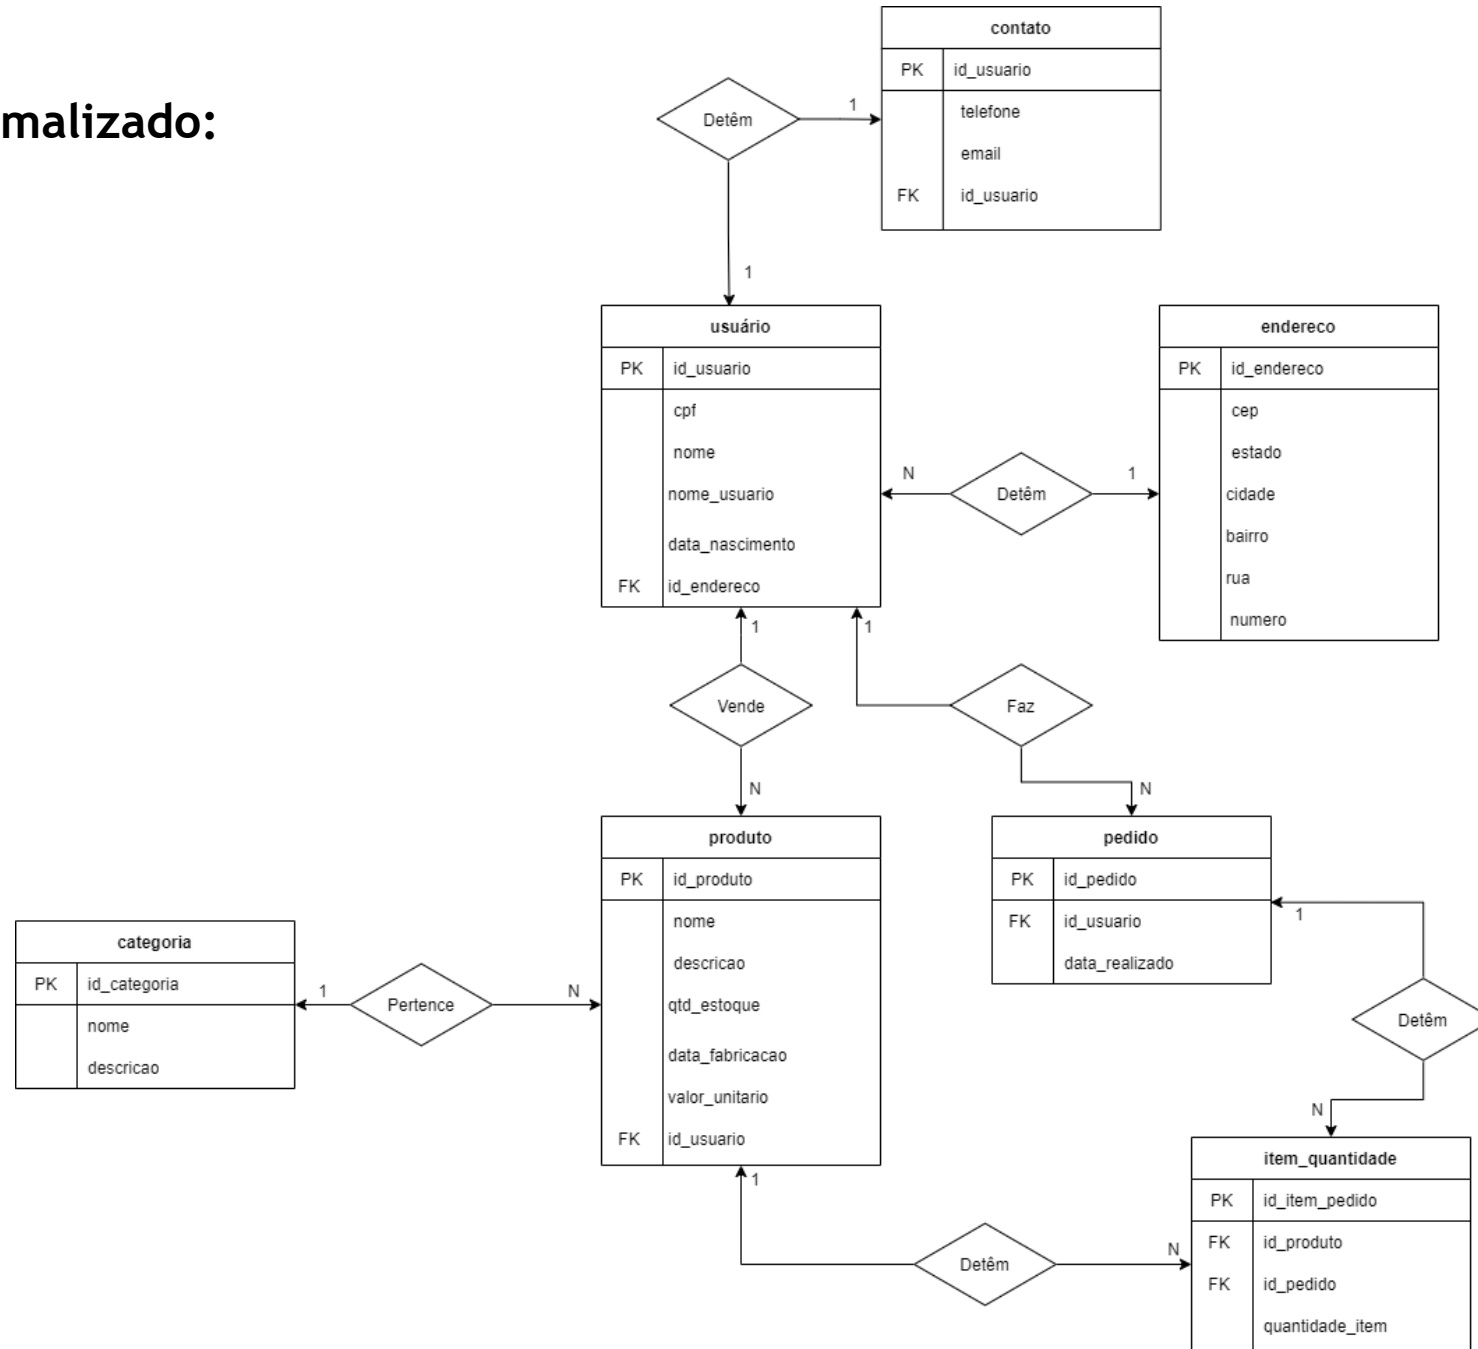 malizado:
contato
PK id_usuario
telefone
email
FK id_usuario
Detêm
1
1
usuário
PK id_usuario
cpf
nome
nome_usuario
data_nascimento
FK id_endereco
endereco
PK id_endereco
cep
estado
cidade
bairro
rua
numero
N
Detêm
1
1
1
Vende
Faz
N
N
produto
PK id_produto
nome
descricao
qtd_estoque
data_fabricacao
valor_unitario
FK id_usuario
pedido
PK id_pedido
FK id_usuario
data_realizado
categoria
PK id_categoria
nome
descricao
1
Pertence
N
1
Detêm
N
item_quantidade
PK id_item_pedido
FK id_produto
FK id_pedido
quantidade_item
1
Detêm
N